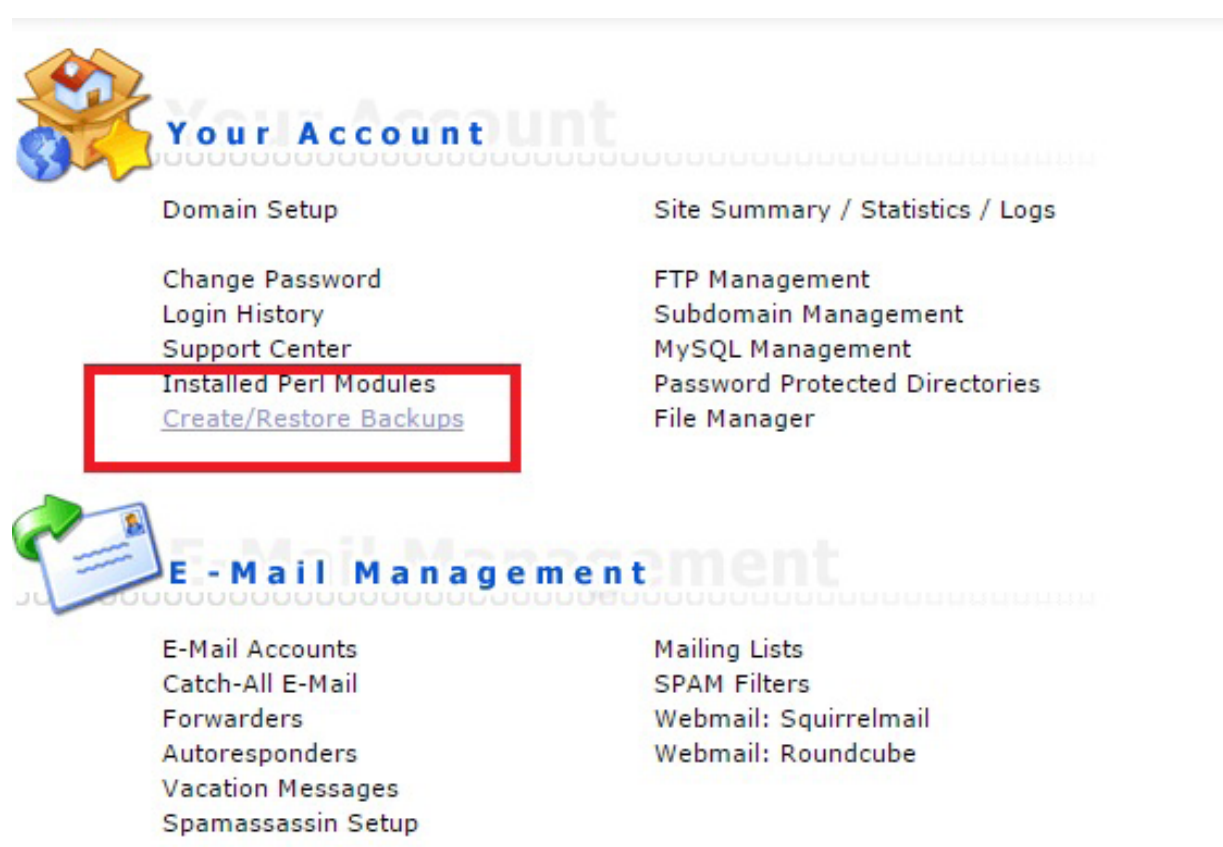 Your Account
Domain Setup
Site Summary / Statistics / Logs
Change Password
FTP Management
Login History
Subdomain Management
Support Center
MySQL Management
Installed Perl Modules
Password Protected Directories
Create/Restore Backups
File Manager
E-Mail Management
E-Mail Accounts
Mailing Lists
Catch-All E-Mail
SPAM Filters
Forwarders
Webmail: Squirrelmail
Autoresponders
Webmail: Roundcube
Vacation Messages
Spamassassin Setup